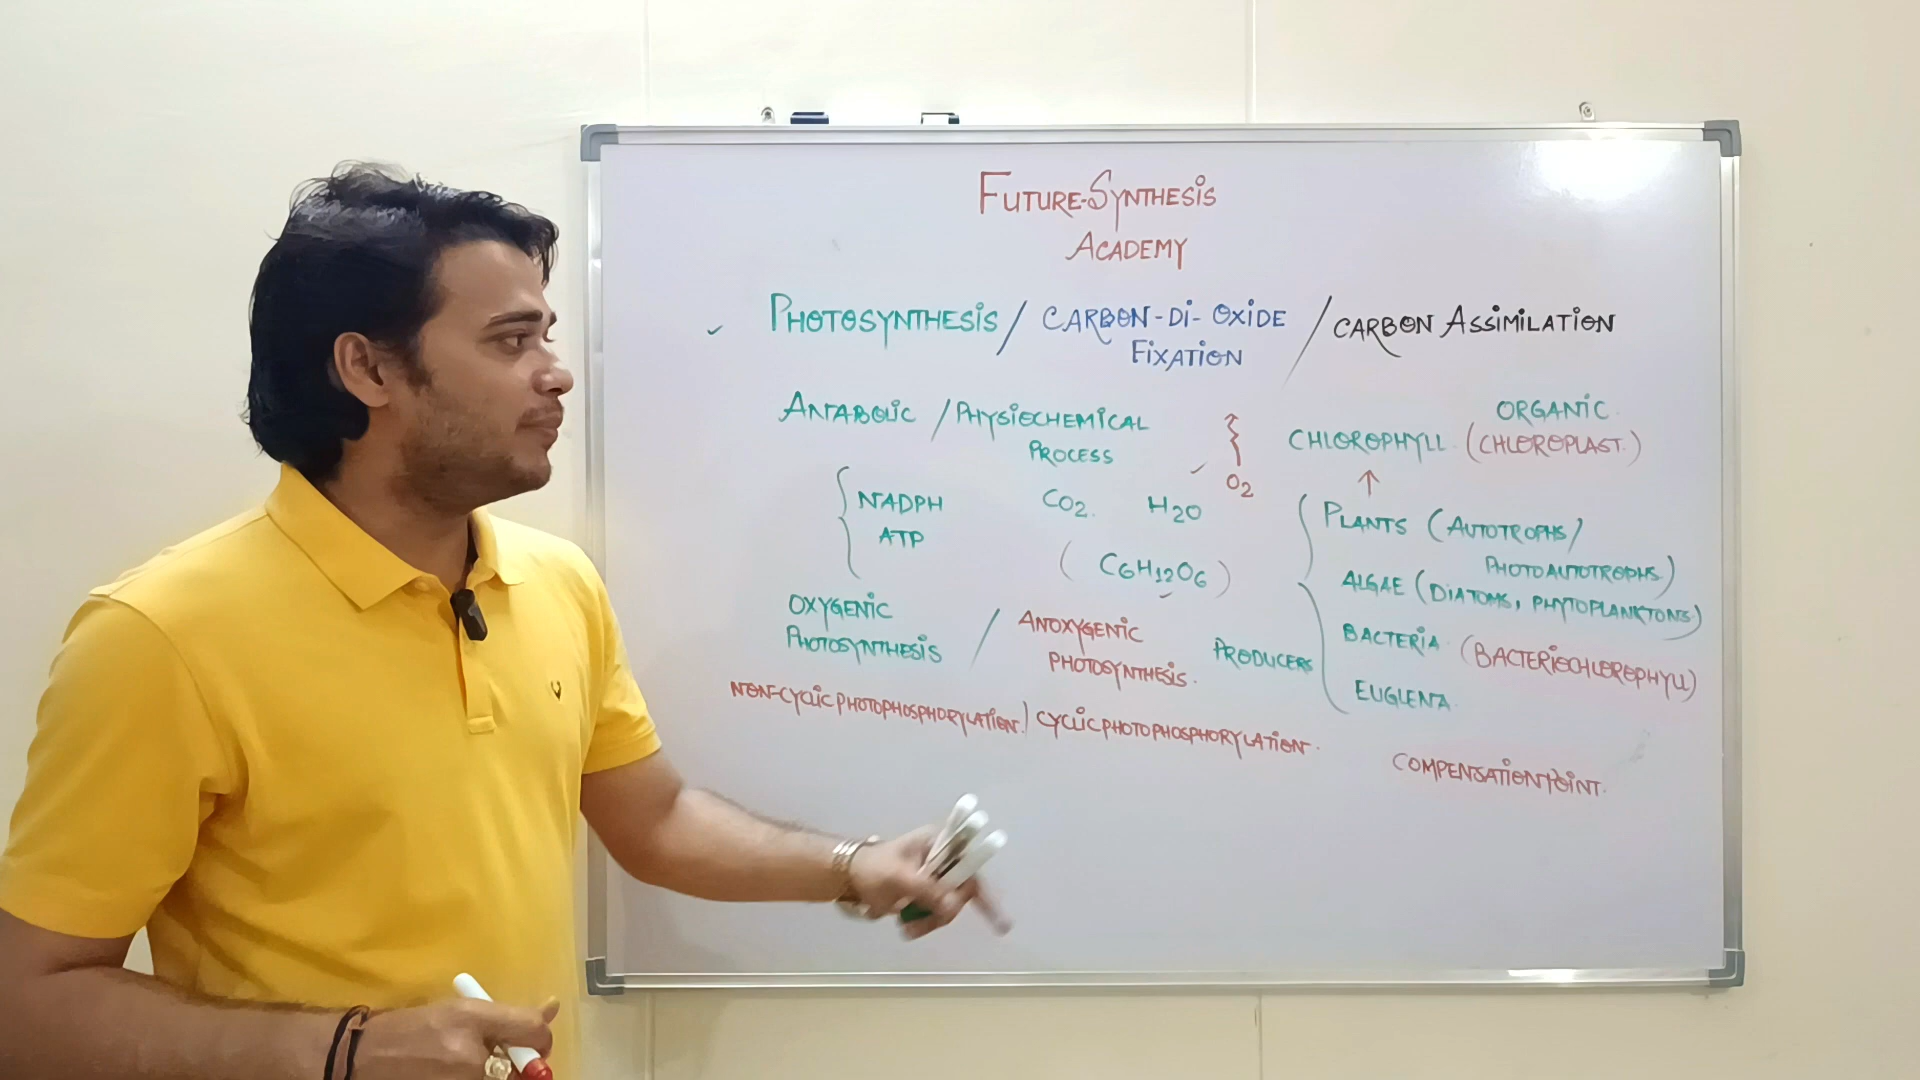 FUTURE-SYNTHESIS
ACADEMY
PHOTOSYNTHESIS / CARBON-Di-OXIDE / CARBON ASSIMILATION
FIXATION
ANABOLIC / PHYSIOCHEMICAL
PROCESS
O2
ORGANIC
CHLOROPHYLL (CHLOROPLAST.)
NADPH
ATP
CO2. H2O
(C6H12O6)
PLANTS (AUTOTROPHS/
PHOTOAUTOTROPHS)
ALGAE (DIATOMS, PHYTOPLANKTONS)
BACTERIA (BACTERIOCHLOROPHYLL)
EUGLENA
PRODUCERS
OXYGENIC
PHOTOSYNTHESIS /
ANOXYGENIC
PHOTOSYNTHESIS.
NON-CYCLIC PHOTOPHOSPHORYLATION. / CYCLIC PHOTOPHOSPHORYLATION.
COMPENSATION POINT.